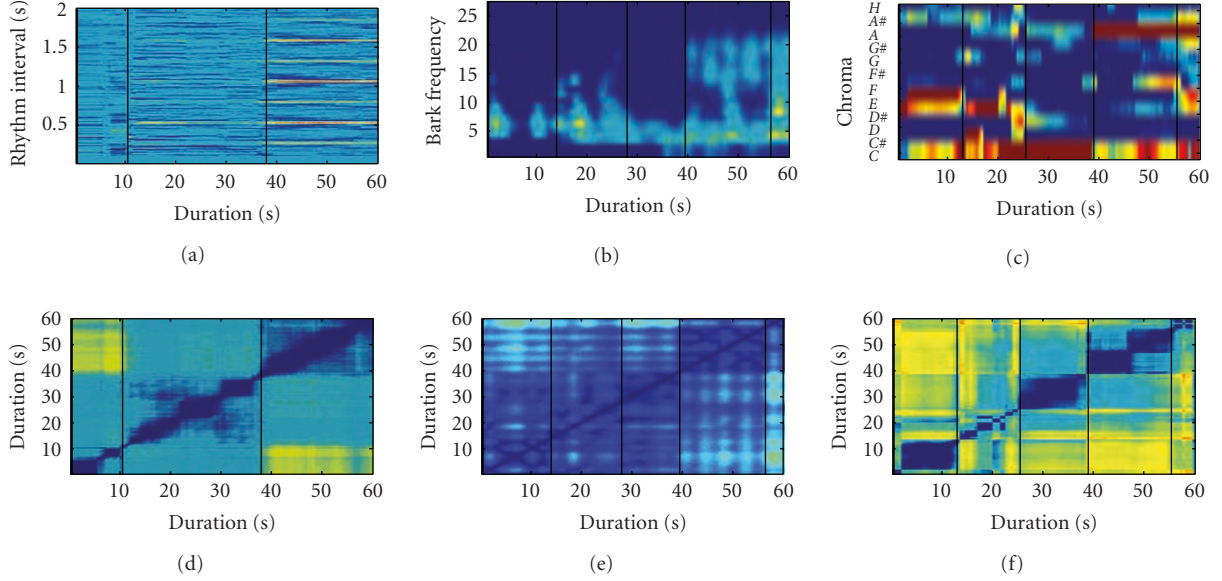 Rhythm interval (s)
2
1.5
1
0.5
10 20 30 40 50 60
Duration (s)
(a)
Bark frequency
25
20
15
10
5
10 20 30 40 50 60
Duration (s)
(b)
Chroma
H
A#
A
G#
G
F#
F
E
D#
D
C#
C
10 20 30 40 50 60
Duration (s)
(c)
Duration (s)
60
50
40
30
20
10
10 20 30 40 50 60
Duration (s)
(d)
Duration (s)
60
50
40
30
20
10
10 20 30 40 50 60
Duration (s)
(e)
Duration (s)
60
50
40
30
20
10
10 20 30 40 50 60
Duration (s)
(f)